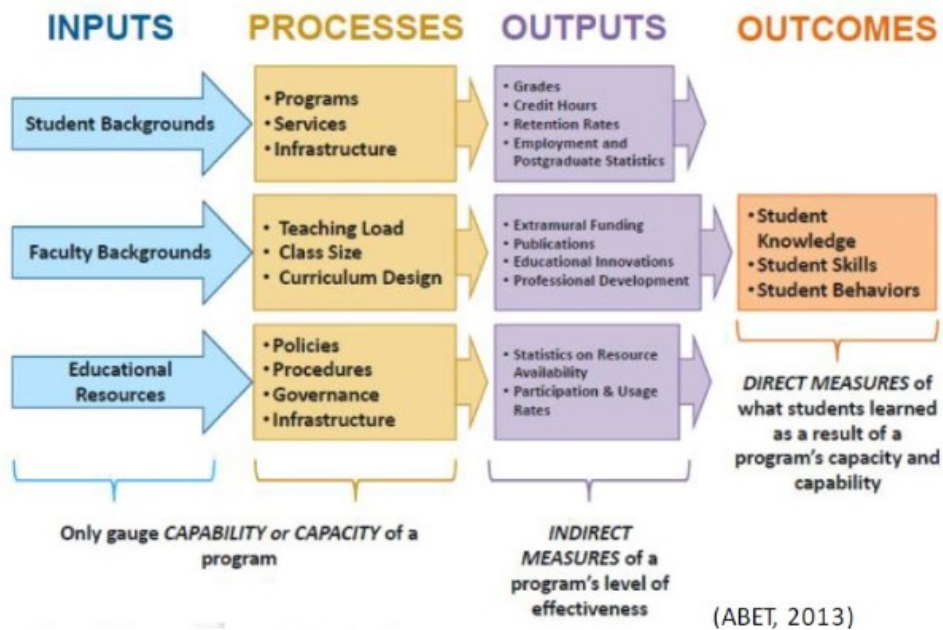 INPUTS
PROCESSES
OUTPUTS
OUTCOMES
Student Backgrounds
• Programs
• Services
• Infrastructure
• Grades
• Credit Hours
• Retention Rates
• Employment and
Postgraduate Statistics
Faculty Backgrounds
• Teaching Load
• Class Size
• Curriculum Design
• Extramural Funding
• Publications
• Educational Innovations
• Professional Development
• Student
Knowledge
• Student Skills
• Student Behaviors
Educational
Resources
• Policies
• Procedures
• Governance
• Infrastructure
• Statistics on Resource
Availability
• Participation & Usage
Rates
DIRECT MEASURES of
what students learned
as a result of a
program's capacity and
capability
Only gauge CAPABILITY or CAPACITY of a
program
INDIRECT
MEASURES of a
program's level of
effectiveness
(ABET, 2013)